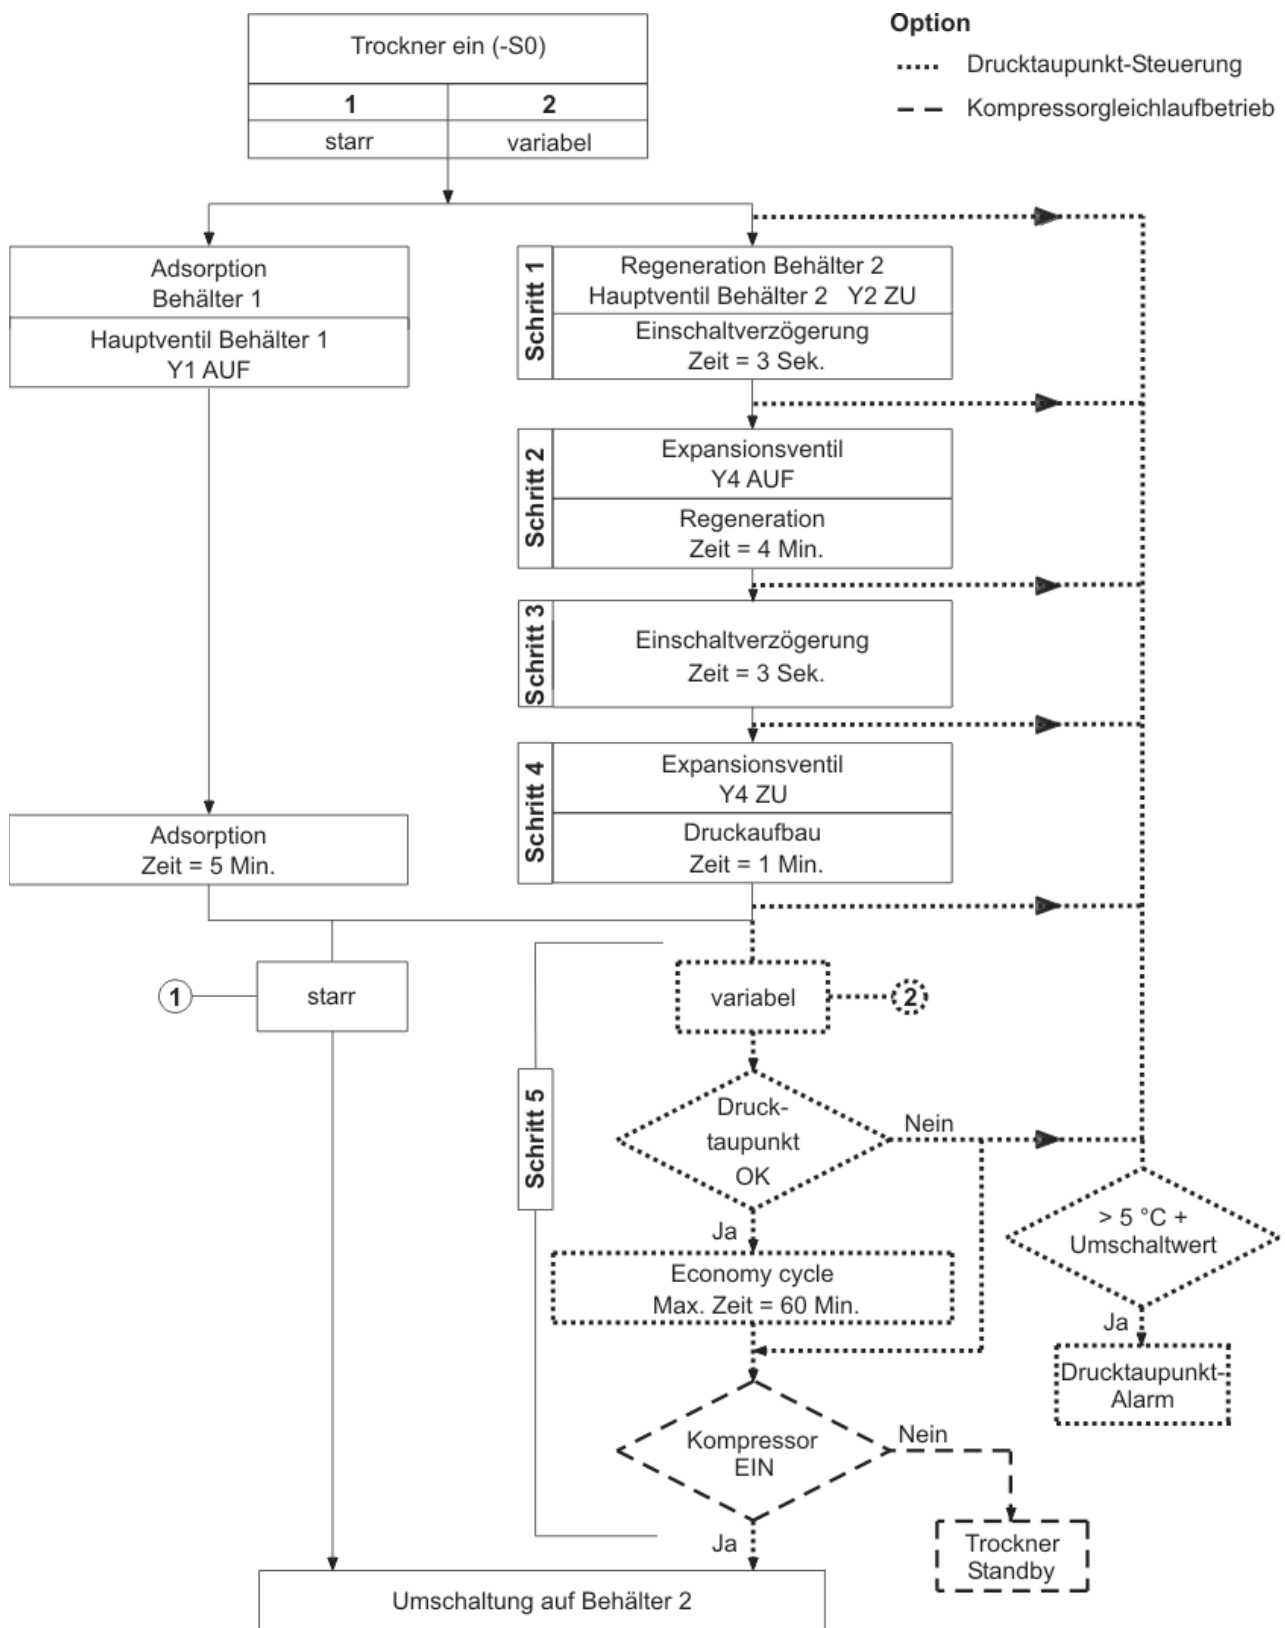 Option
Drucktaupunkt-Steuerung
Kompressorgleichlaufbetrieb
Trockner ein (-S0)
1 2
starr variabel
Adsorption
Behälter 1
Hauptventil Behälter 1
Y1 AUF
Schritt 1
Regeneration Behälter 2
Hauptventil Behälter 2 Y2 ZU
Einschaltverzögerung
Zeit = 3 Sek.
Schritt 2
Expansionsventil
Y4 AUF
Regeneration
Zeit = 4 Min.
Schritt 3
Einschaltverzögerung
Zeit = 3 Sek.
Schritt 4
Expansionsventil
Y4 ZU
Druckaufbau
Zeit = 1 Min.
Adsorption
Zeit = 5 Min.
1
starr
variabel
2
Schritt 5
Druck-
taupunkt
OK
Nein
Ja
> 5 °C +
Umschaltwert
Ja
Drucktaupunkt-
Alarm
Economy cycle
Max. Zeit = 60 Min.
Kompressor
EIN
Nein
Ja
Trockner
Standby
Umschaltung auf Behälter 2